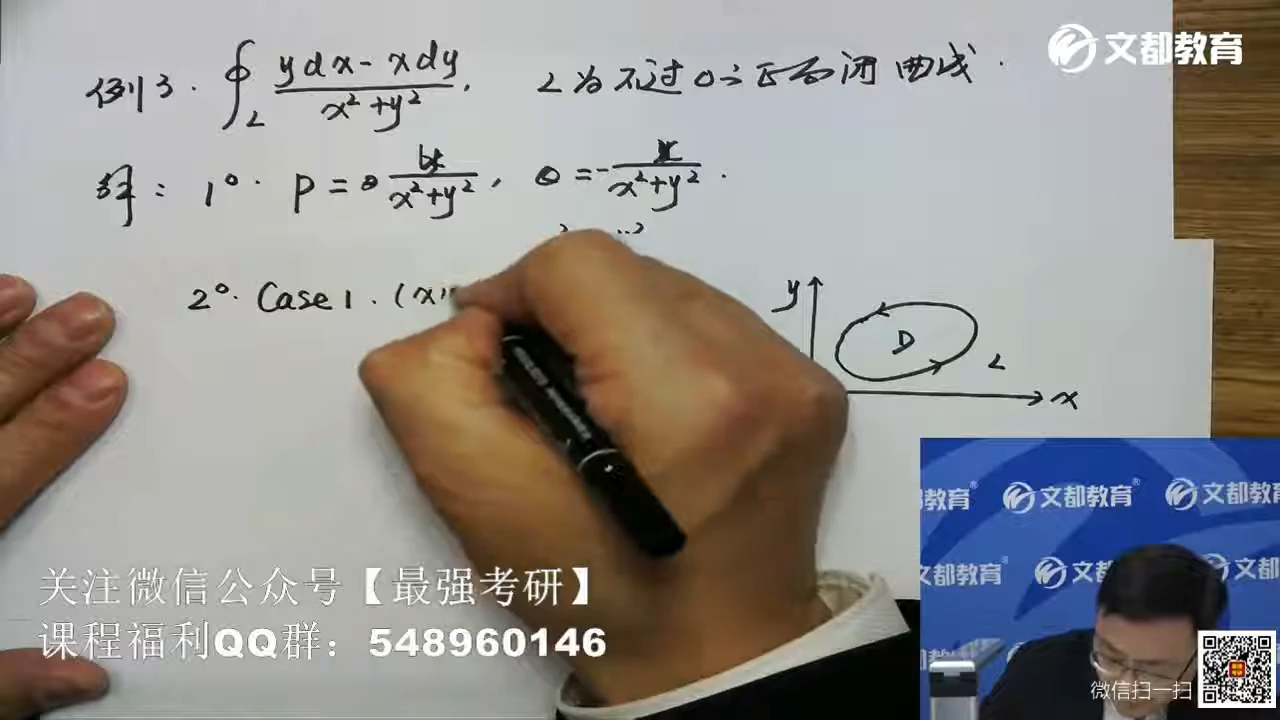 文都教育
例3. ∮_L (ydx-xdy)/(x²+y²), L为不过O之正向闭曲线.
解: 1°. P= /(x²+y²), Q=-x/(x²+y²).
2°. Case1. (
y
D
L
x
教育® 文都教育® 文都教育
文都教育 文都 文都
关注微信公众号【最强考研】
课程福利QQ群：548960146
微信扫一扫